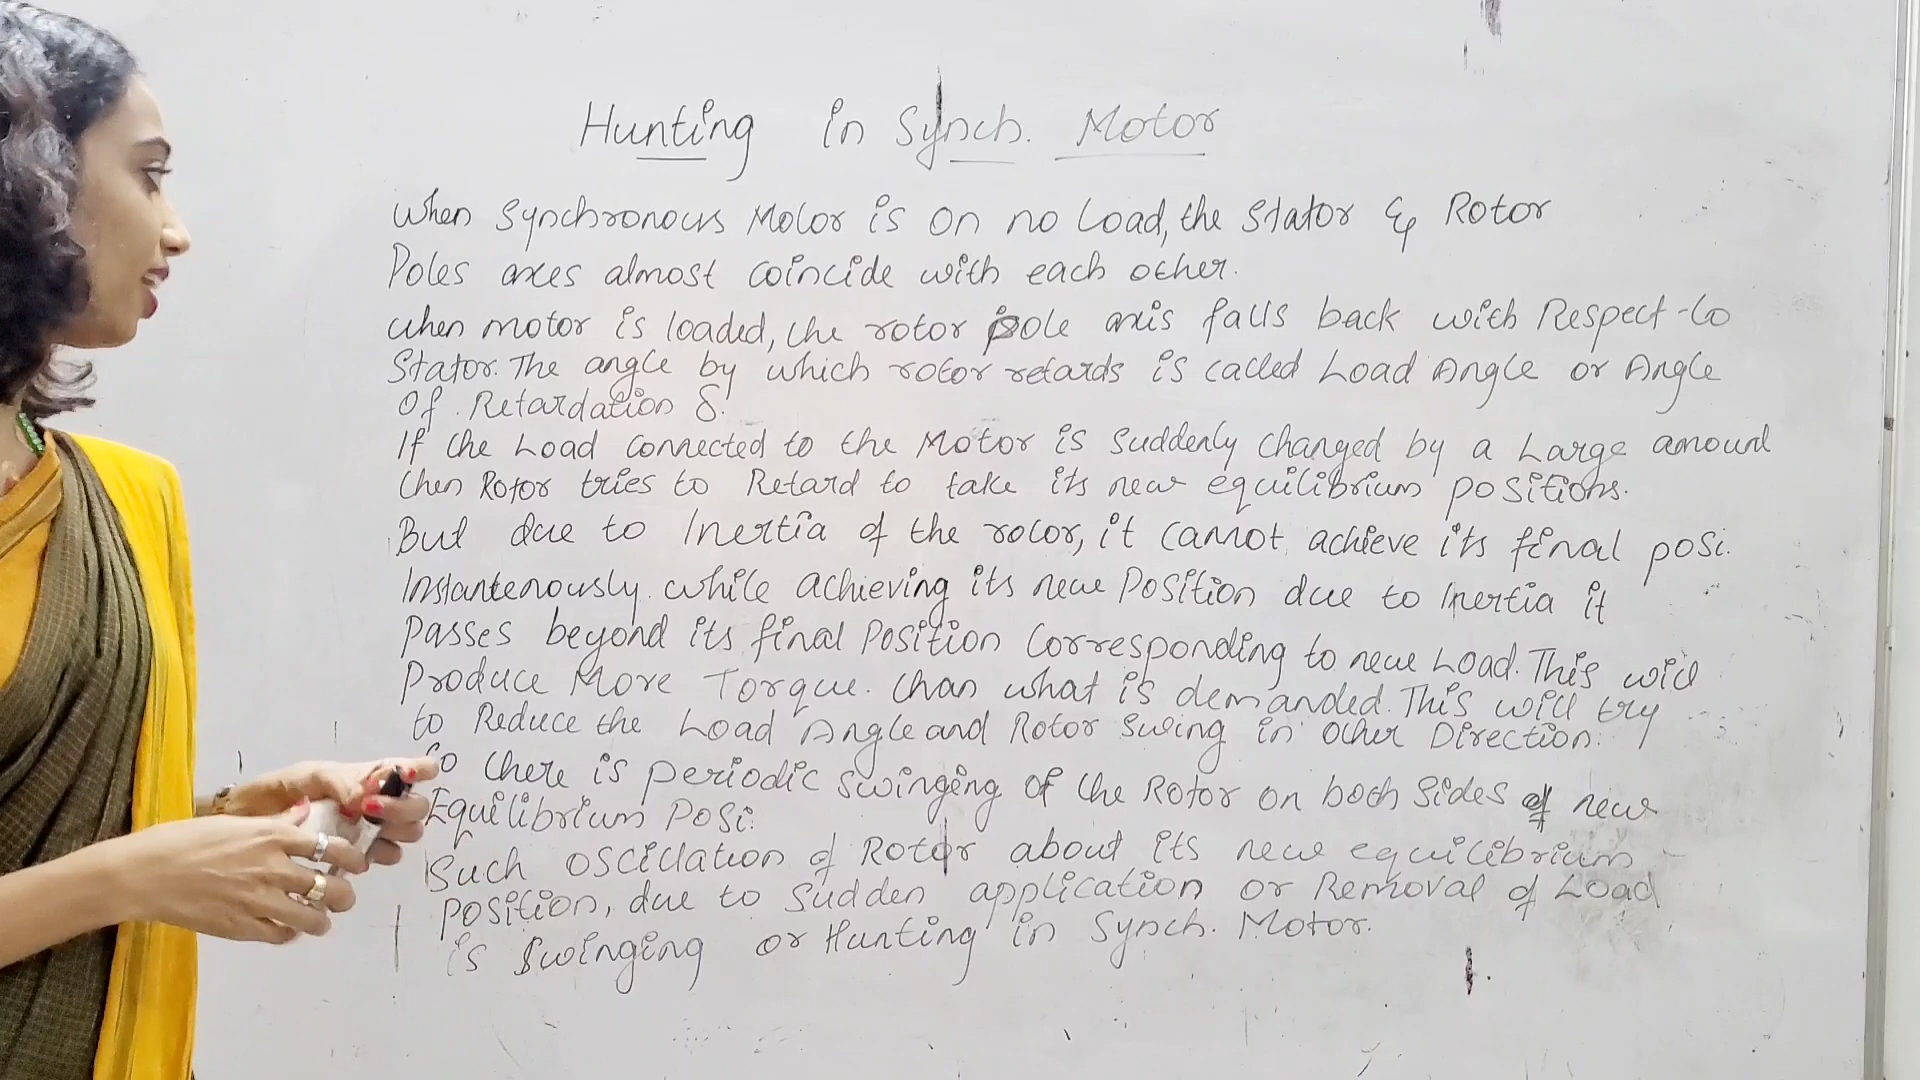 Hunting in Synch. Motor
When Synchronous Motor is on no Load, the Stator & Rotor
Poles axes almost coincide with each other.
when motor is loaded, the rotor pole axis falls back with Respect to
Stator. The angle by which rotor retards is called Load Angle or Angle
Of Retardation δ.
If the Load connected to the Motor is Suddenly changed by a Large amount
then Rotor tries to Retard to take its new equilibrium positions.
But due to Inertia of the rotor, it cannot achieve its final posi.
Instantenously. while achieving its new Position due to Inertia it
Passes beyond its final Position Corresponding to new Load. This will
Produce More Torque. than what is demanded. This will try
to Reduce the Load Angle and Rotor Swing in Other Direction.
So there is periodic Swinging of the Rotor on both Sides of new
Equilibrium Posi.
Such oscillation of Rotor about its new equilibrium
Position, due to Sudden application or Removal of Load
is Swinging or Hunting in Synch. Motor.